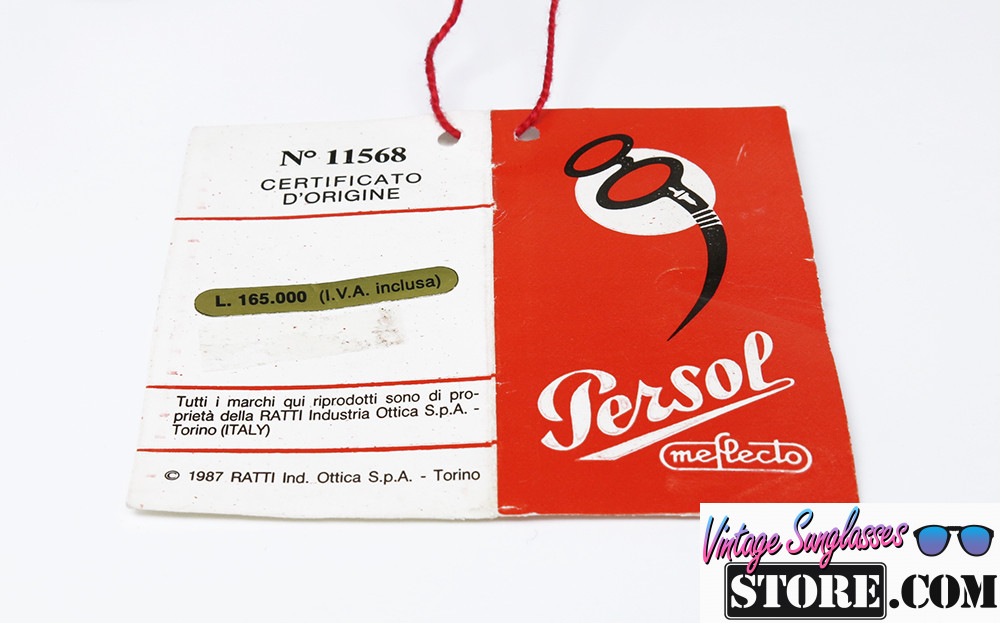 Nº 11568
CERTIFICATO
D'ORIGINE
L. 165.000 (I.V.A. inclusa)
Tutti i marchi qui riprodotti sono di pro-
prietà della RATTI Industria Ottica S.p.A. -
Torino (ITALY)
© 1987 RATTI Ind. Ottica S.p.A. - Torino
Persol
meflecto
Vintage Sunglasses
STORE.COM